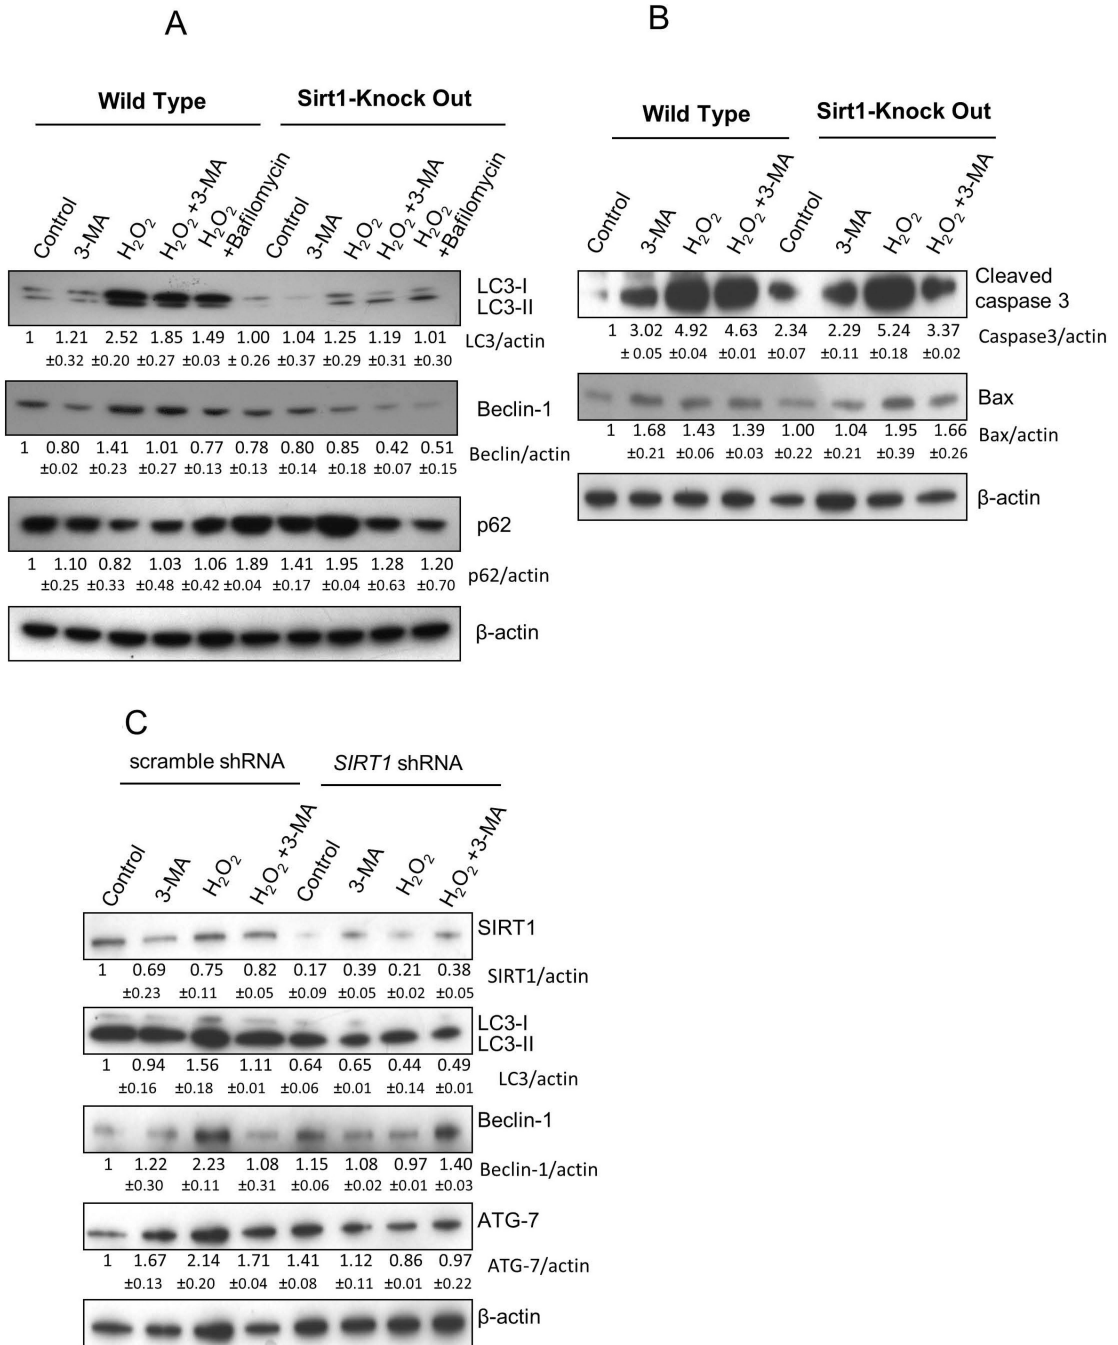 A
Wild Type
Sirt1-Knock Out
Control
3-MA
H2O2
H2O2 +3-MA
H2O2
+Bafilomycin
Control
3-MA
H2O2
H2O2 +3-MA
H2O2
+Bafilomycin
LC3-I
LC3-II
1 1.21 2.52 1.85 1.49 1.00 1.04 1.25 1.19 1.01
LC3/actin
±0.32 ±0.20 ±0.27 ±0.03 ± 0.26 ±0.37 ±0.29 ±0.31 ±0.30
Beclin-1
1 0.80 1.41 1.01 0.77 0.78 0.80 0.85 0.42 0.51
Beclin/actin
±0.02 ±0.23 ±0.27 ±0.13 ±0.13 ±0.14 ±0.18 ±0.07 ±0.15
p62
1 1.10 0.82 1.03 1.06 1.89 1.41 1.95 1.28 1.20
p62/actin
±0.25 ±0.33 ±0.48 ±0.42 ±0.04 ±0.17 ±0.04 ±0.63 ±0.70
β-actin
B
Wild Type
Sirt1-Knock Out
Control
3-MA
H2O2
H2O2 +3-MA
Control
3-MA
H2O2
H2O2 +3-MA
Cleaved
caspase 3
1 3.02 4.92 4.63 2.34 2.29 5.24 3.37
Caspase3/actin
± 0.05 ±0.04 ±0.01 ±0.07 ±0.11 ±0.18 ±0.02
Bax
1 1.68 1.43 1.39 1.00 1.04 1.95 1.66
Bax/actin
±0.21 ±0.06 ±0.03 ±0.22 ±0.21 ±0.39 ±0.26
β-actin
C
scramble shRNA
SIRT1 shRNA
Control
3-MA
H2O2
H2O2 +3-MA
Control
3-MA
H2O2
H2O2 +3-MA
SIRT1
1 0.69 0.75 0.82 0.17 0.39 0.21 0.38
SIRT1/actin
±0.23 ±0.11 ±0.05 ±0.09 ±0.05 ±0.02 ±0.05
LC3-I
LC3-II
1 0.94 1.56 1.11 0.64 0.65 0.44 0.49
LC3/actin
±0.16 ±0.18 ±0.01 ±0.06 ±0.01 ±0.14 ±0.01
Beclin-1
1 1.22 2.23 1.08 1.15 1.08 0.97 1.40
Beclin-1/actin
±0.30 ±0.11 ±0.31 ±0.06 ±0.02 ±0.01 ±0.03
ATG-7
1 1.67 2.14 1.71 1.41 1.12 0.86 0.97
ATG-7/actin
±0.13 ±0.20 ±0.04 ±0.08 ±0.11 ±0.01 ±0.22
β-actin